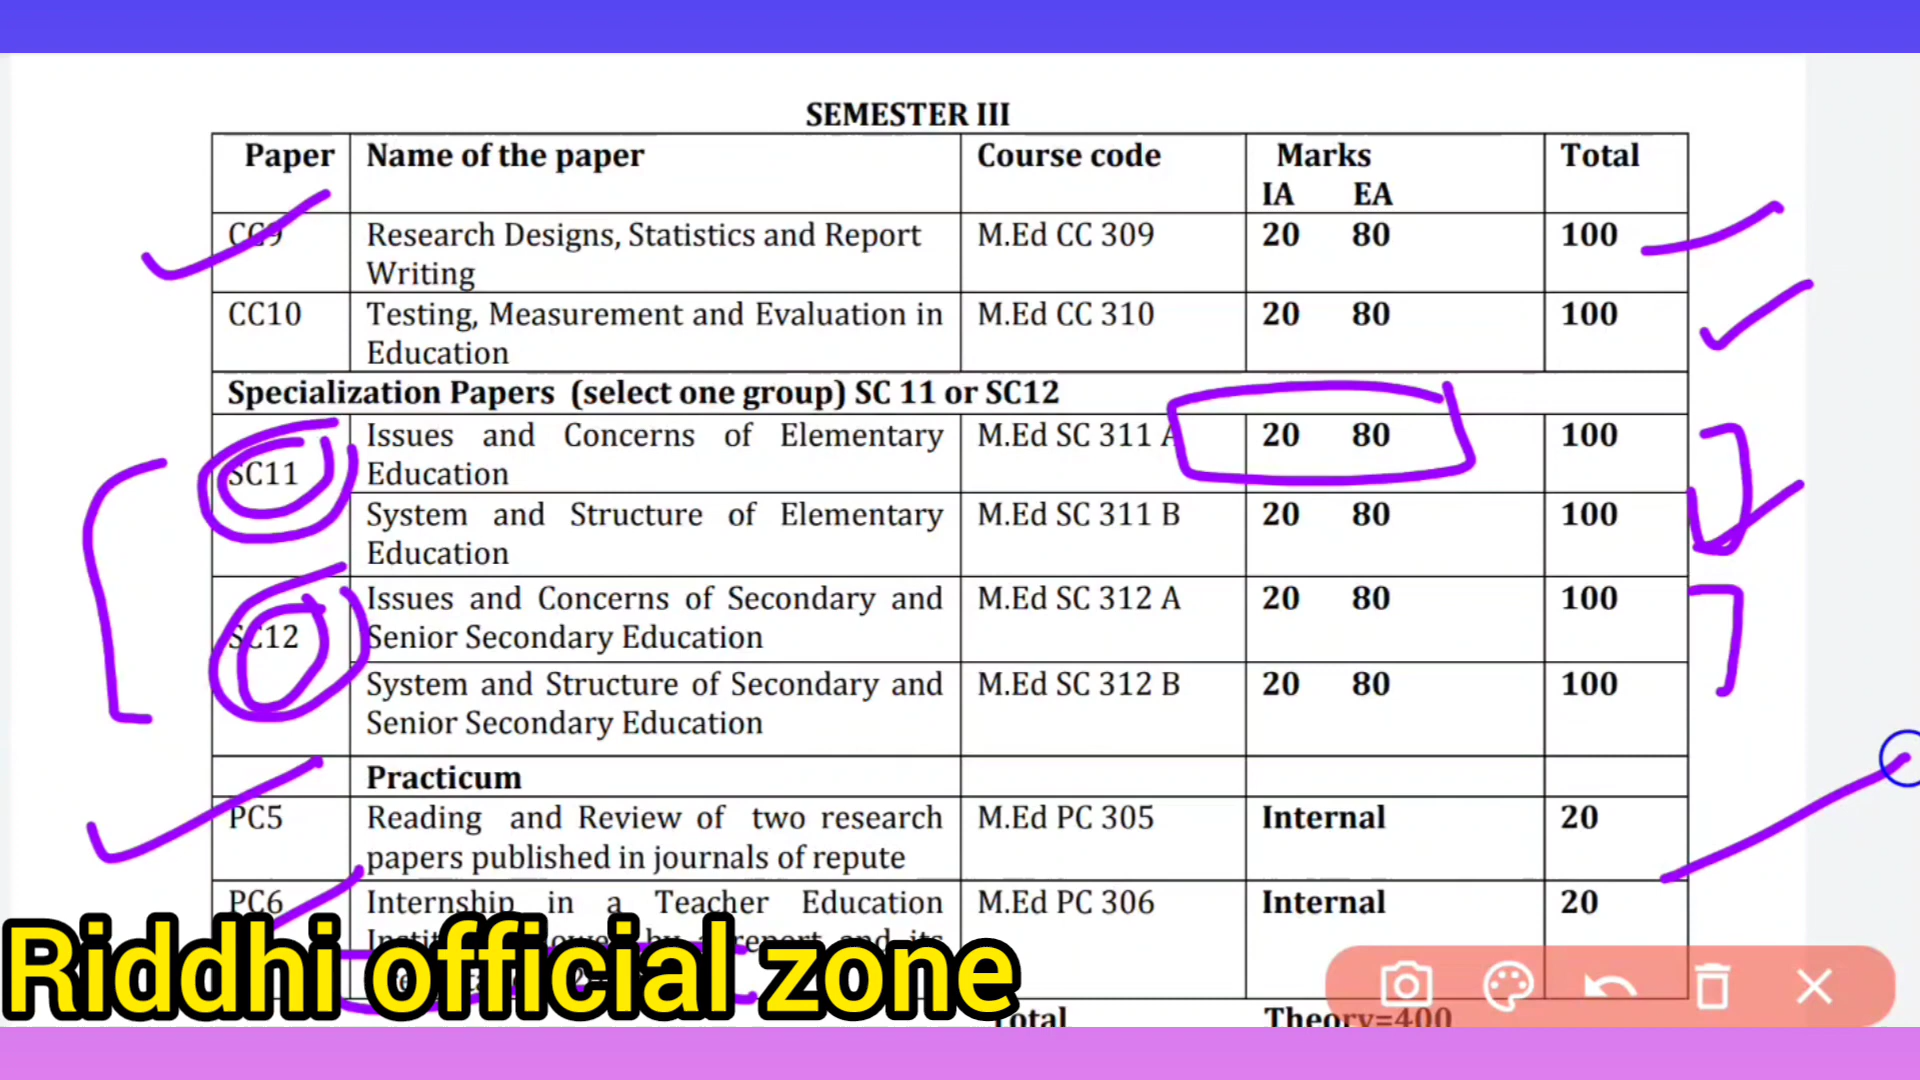 SEMESTER III
Paper Name of the paper Course code Marks Total
IA EA
CC9 Research Designs, Statistics and Report M.Ed CC 309 20 80 100
Writing
CC10 Testing, Measurement and Evaluation in M.Ed CC 310 20 80 100
Education
Specialization Papers (select one group) SC 11 or SC12
Issues and Concerns of Elementary M.Ed SC 311 A 20 80 100
SC11 Education
System and Structure of Elementary M.Ed SC 311 B 20 80 100
Education
Issues and Concerns of Secondary and M.Ed SC 312 A 20 80 100
SC12 Senior Secondary Education
System and Structure of Secondary and M.Ed SC 312 B 20 80 100
Senior Secondary Education
Practicum
PC5 Reading and Review of two research M.Ed PC 305 Internal 20
papers published in journals of repute
PC6 Internship in a Teacher Education M.Ed PC 306 Internal 20
by report and its
Riddhi official zone
Total Theory=400